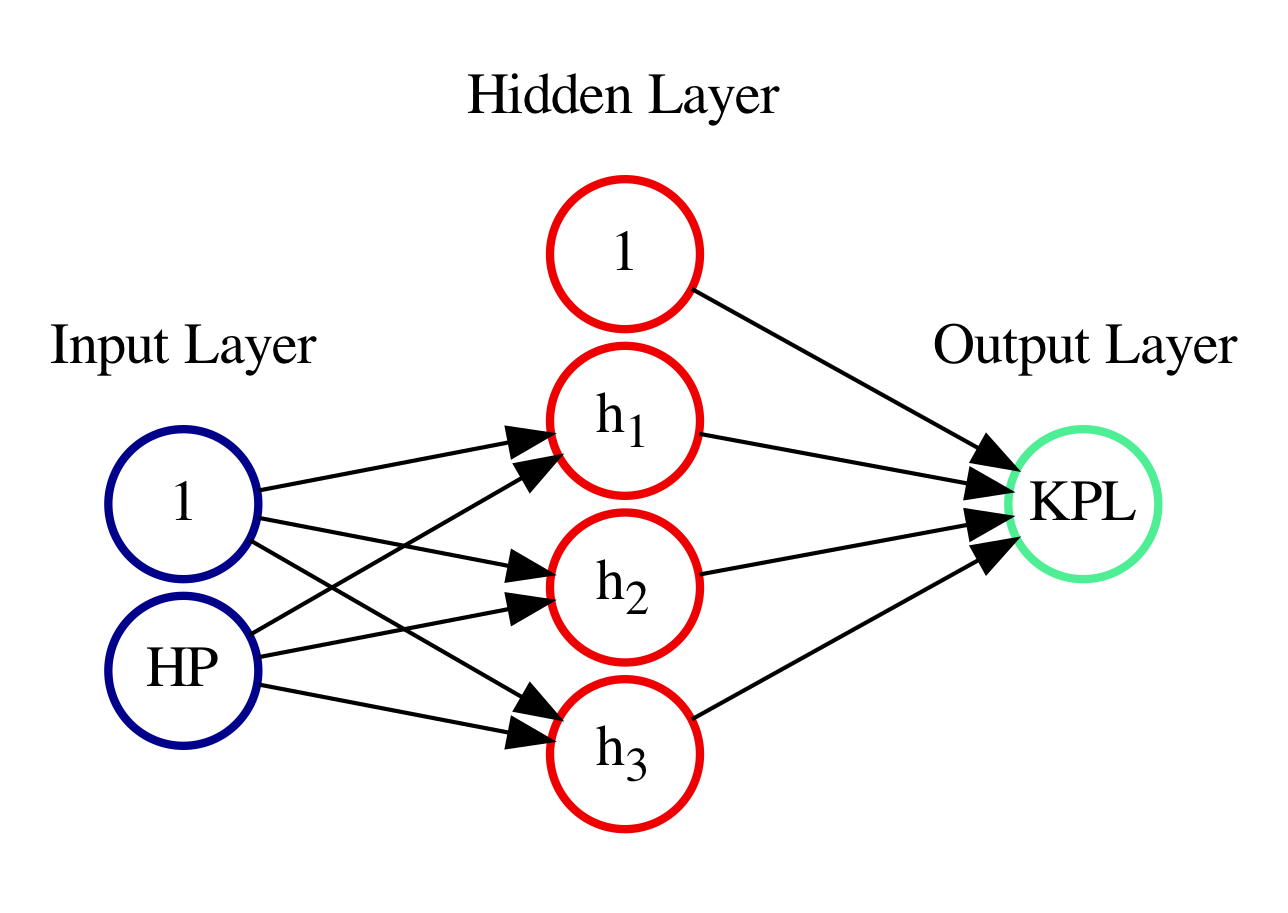 Hidden Layer
Input Layer
Output Layer
1
1
HP
h1
h2
h3
KPL